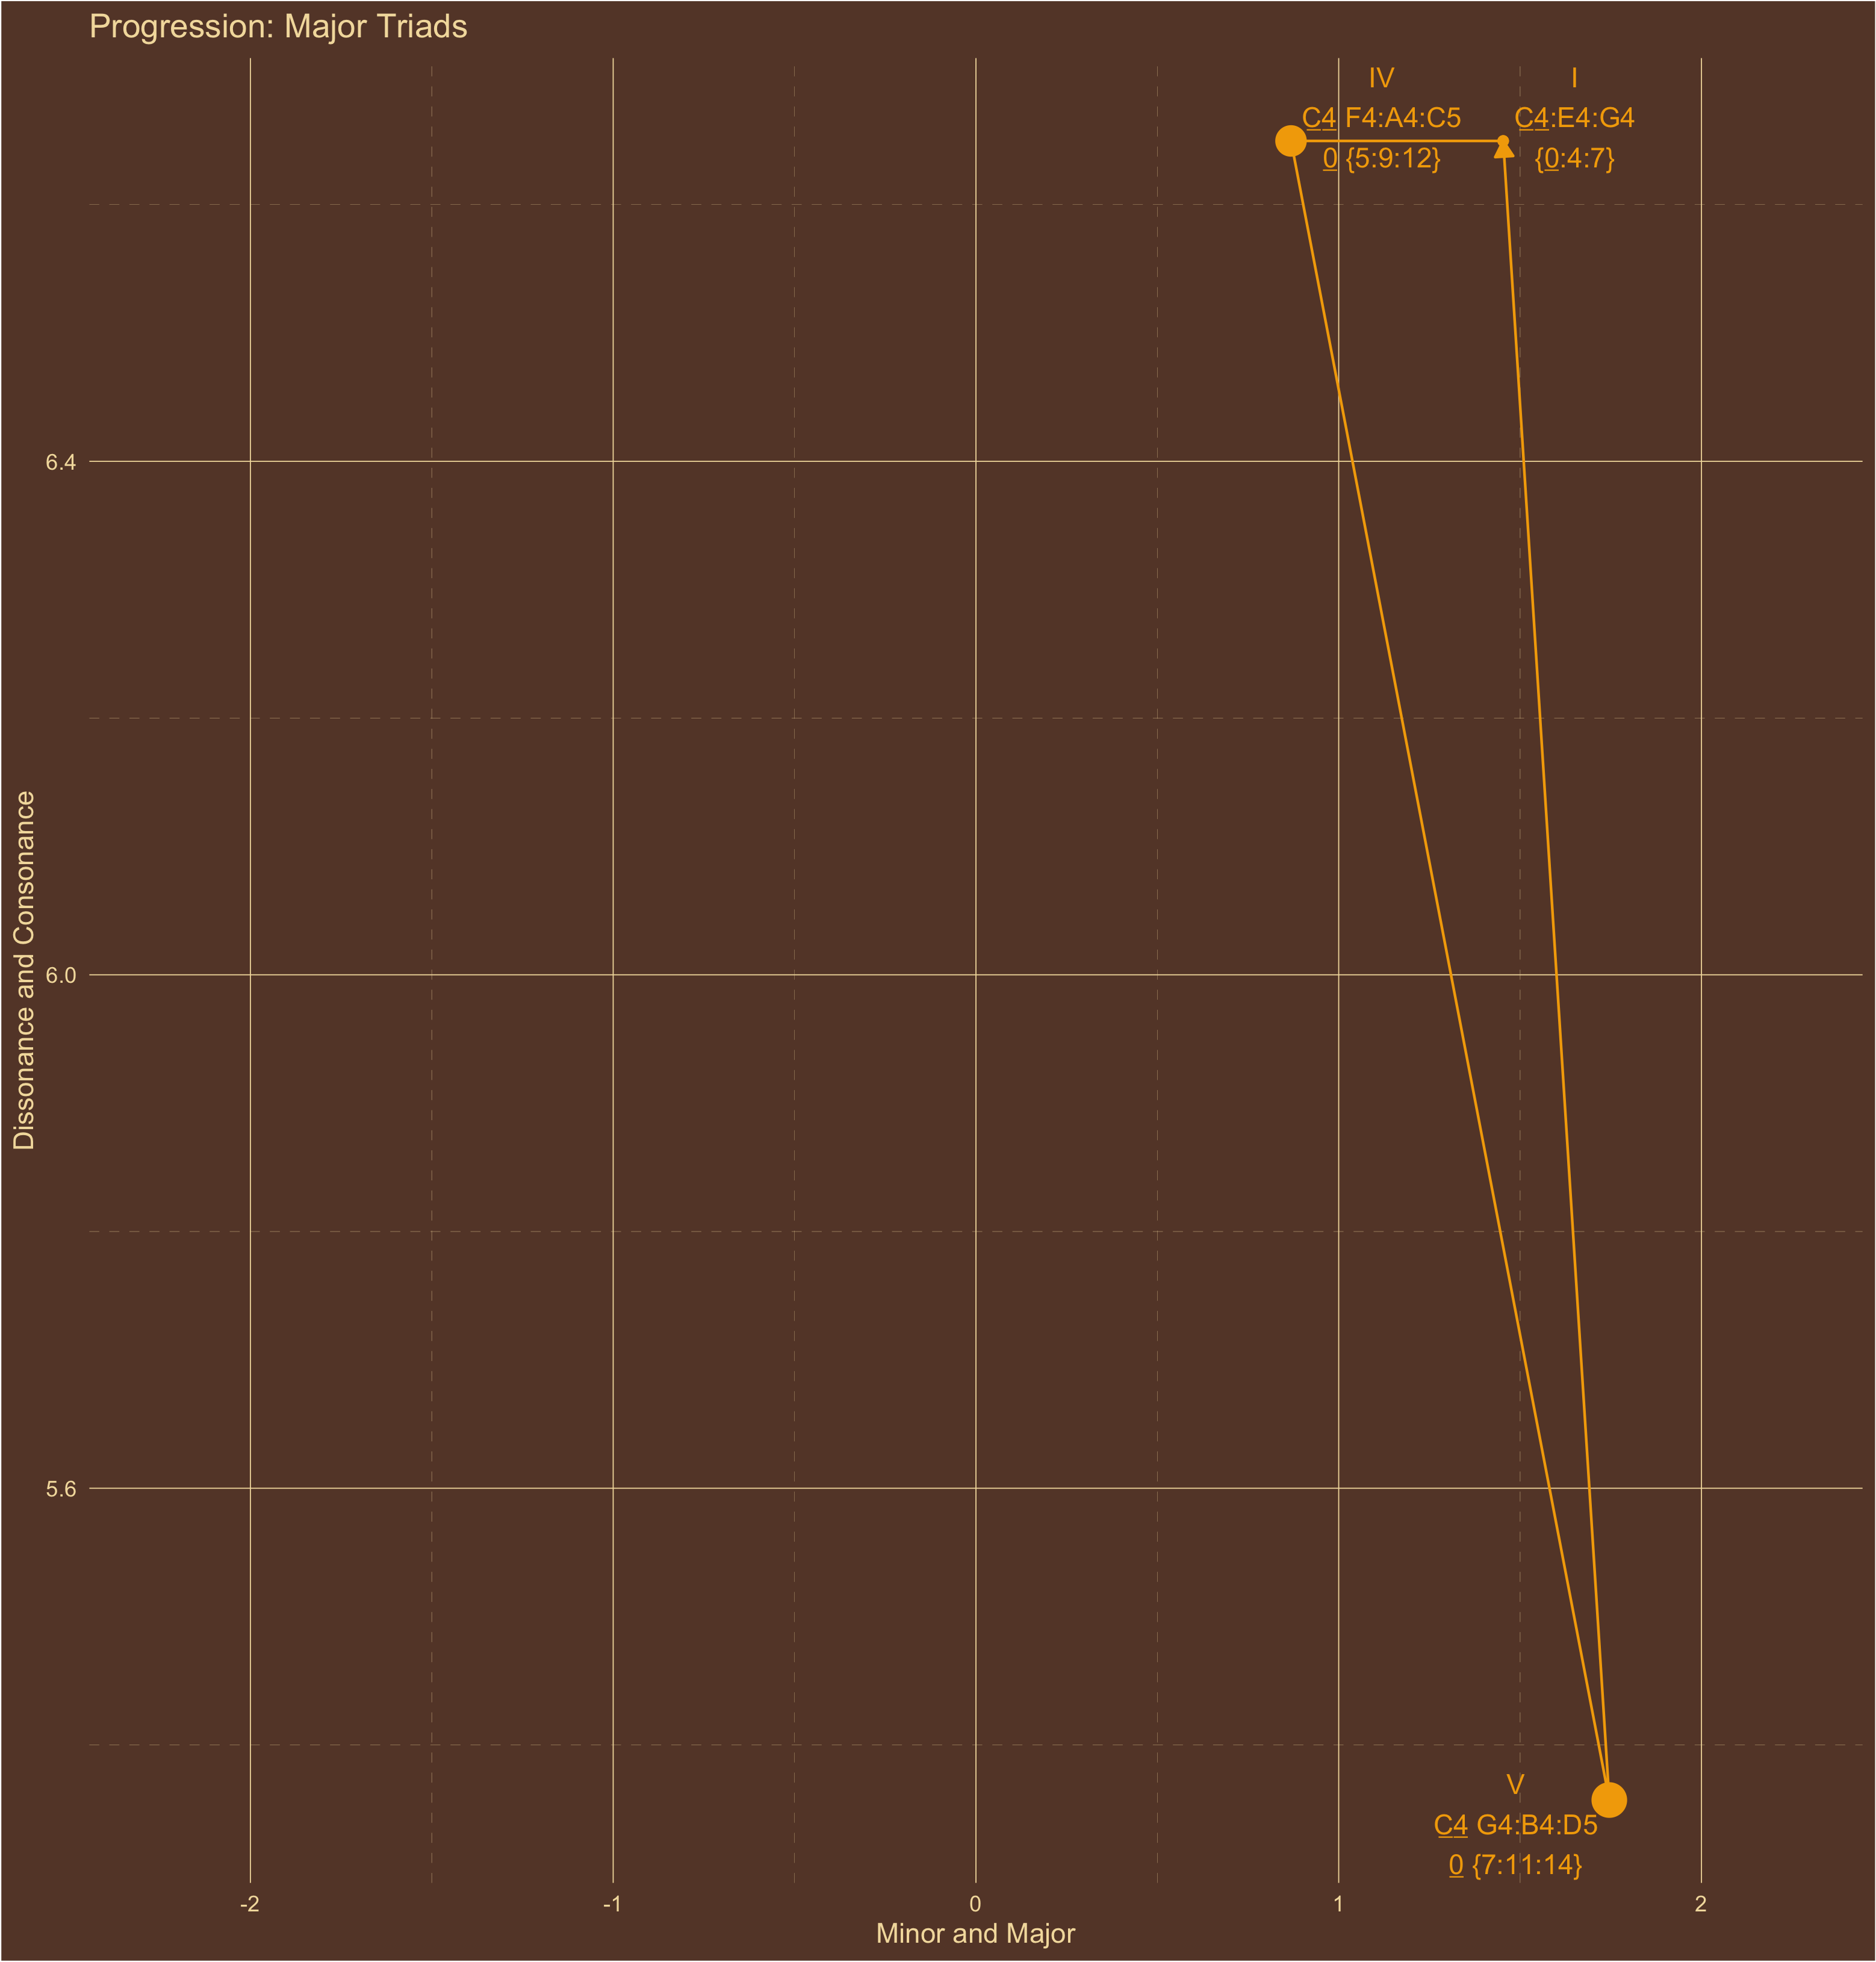 Progression: Major Triads
IV
C4 F4:A4:C5
0 {5:9:12}
I
C4:E4:G4
{0:4:7}
6.4
6.0
5.6
Dissonance and Consonance
V
C4 G4:B4:D5
0 {7:11:14}
-2
-1
0
1
2
Minor and Major